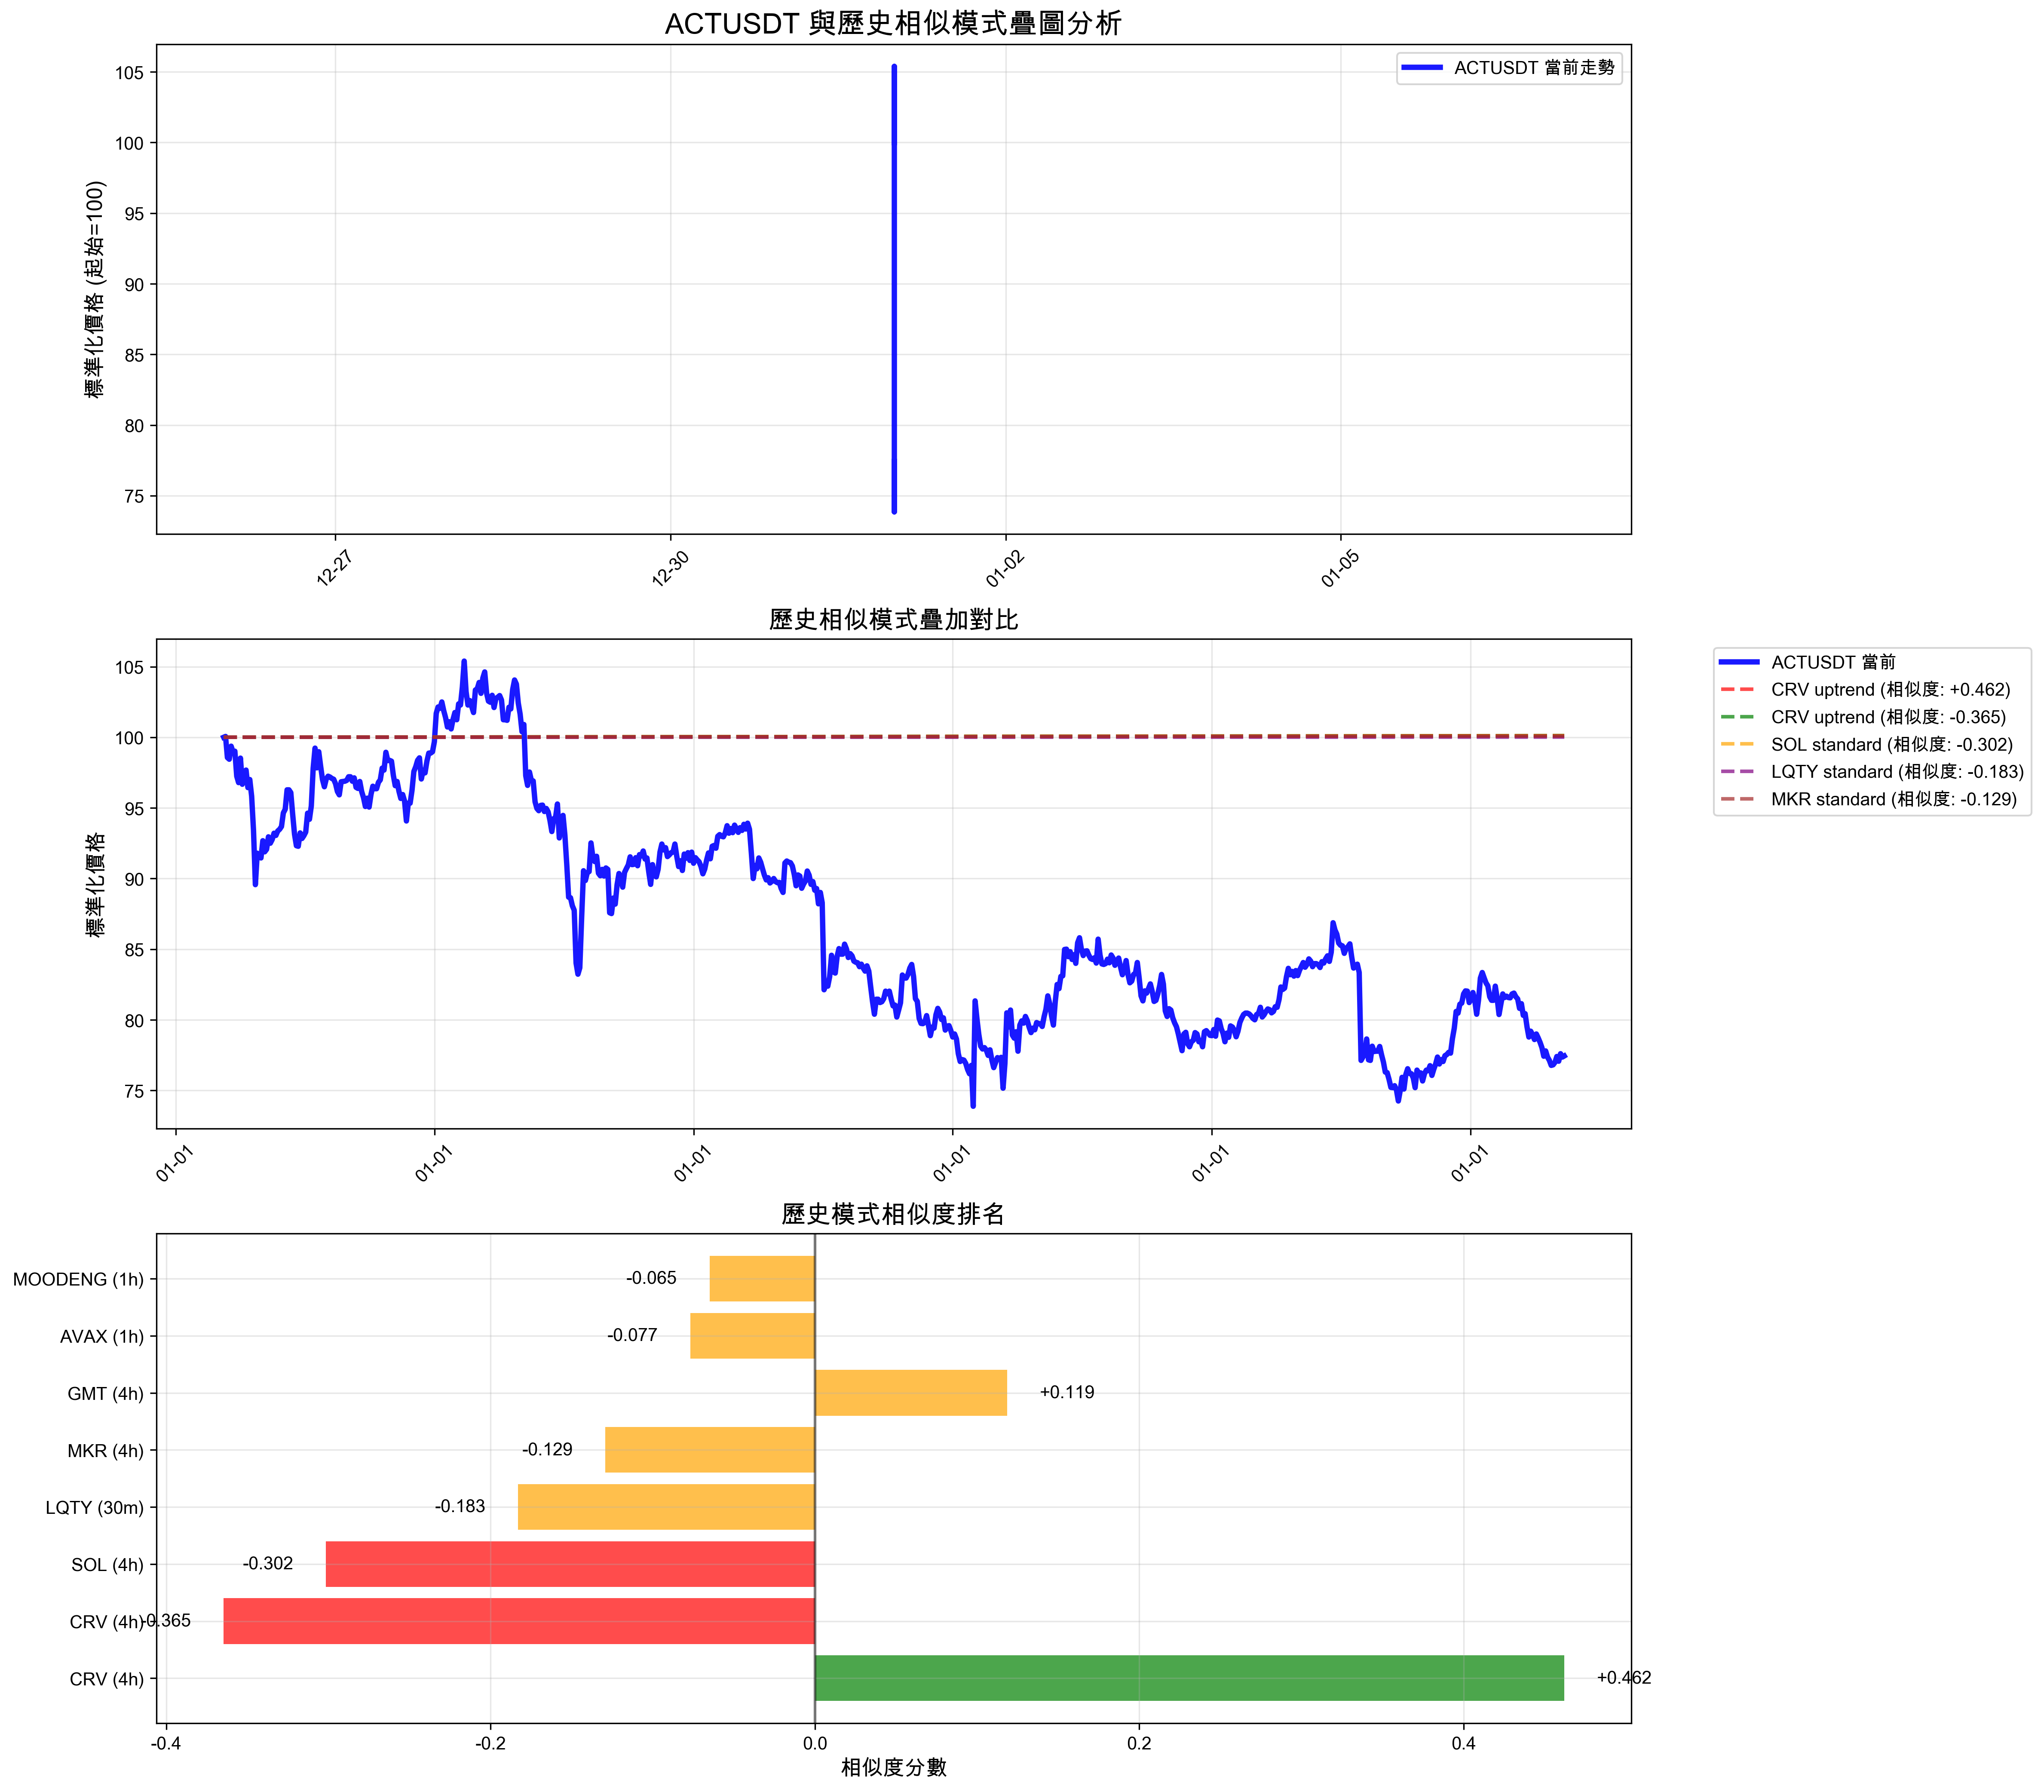 ACTUSDT 與歷史相似模式疊圖分析
ACTUSDT 當前走勢
標準化價格 (起始=100)
105
100
95
90
85
80
75
12-27
12-30
01-02
01-05
歷史相似模式疊加對比
標準化價格
105
100
95
90
85
80
75
01-01
01-01
01-01
01-01
01-01
01-01
ACTUSDT 當前
CRV uptrend (相似度: +0.462)
CRV uptrend (相似度: -0.365)
SOL standard (相似度: -0.302)
LQTY standard (相似度: -0.183)
MKR standard (相似度: -0.129)
歷史模式相似度排名
MOODENG (1h)
-0.065
AVAX (1h)
-0.077
GMT (4h)
+0.119
MKR (4h)
-0.129
LQTY (30m)
-0.183
SOL (4h)
-0.302
CRV (4h)
-0.365
CRV (4h)
+0.462
-0.4
-0.2
0.0
0.2
0.4
相似度分數